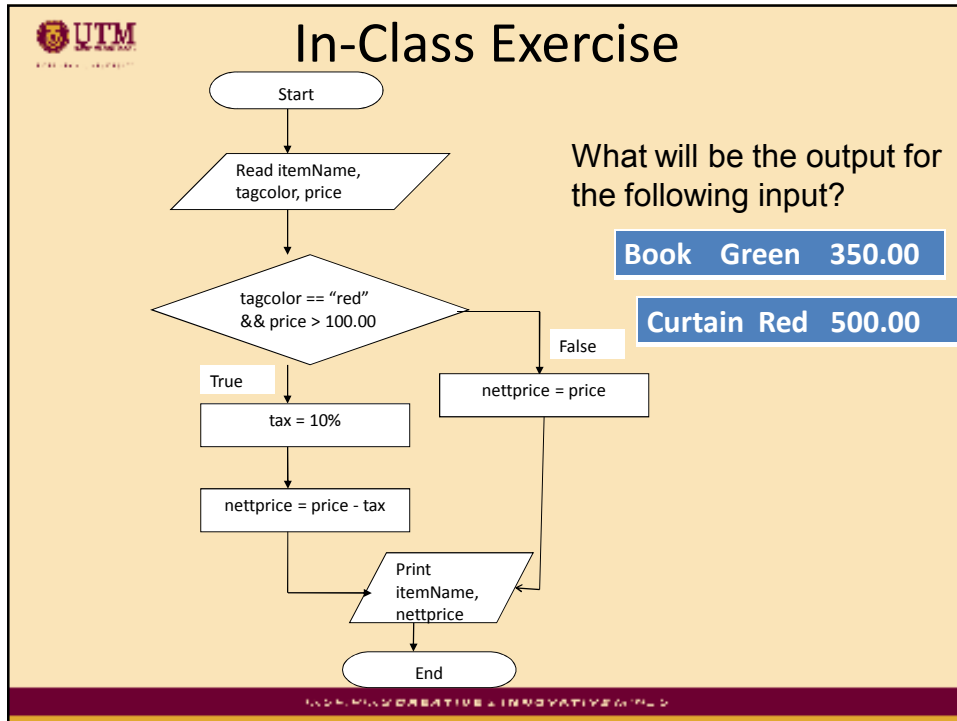 UTM
In-Class Exercise
Start
Read itemName,
tagcolor, price
What will be the output for
the following input?
Book Green 350.00
Curtain Red 500.00
tagcolor == “red”
&& price > 100.00
False
True
nettprice = price
tax = 10%
nettprice = price - tax
Print
itemName,
nettprice
End